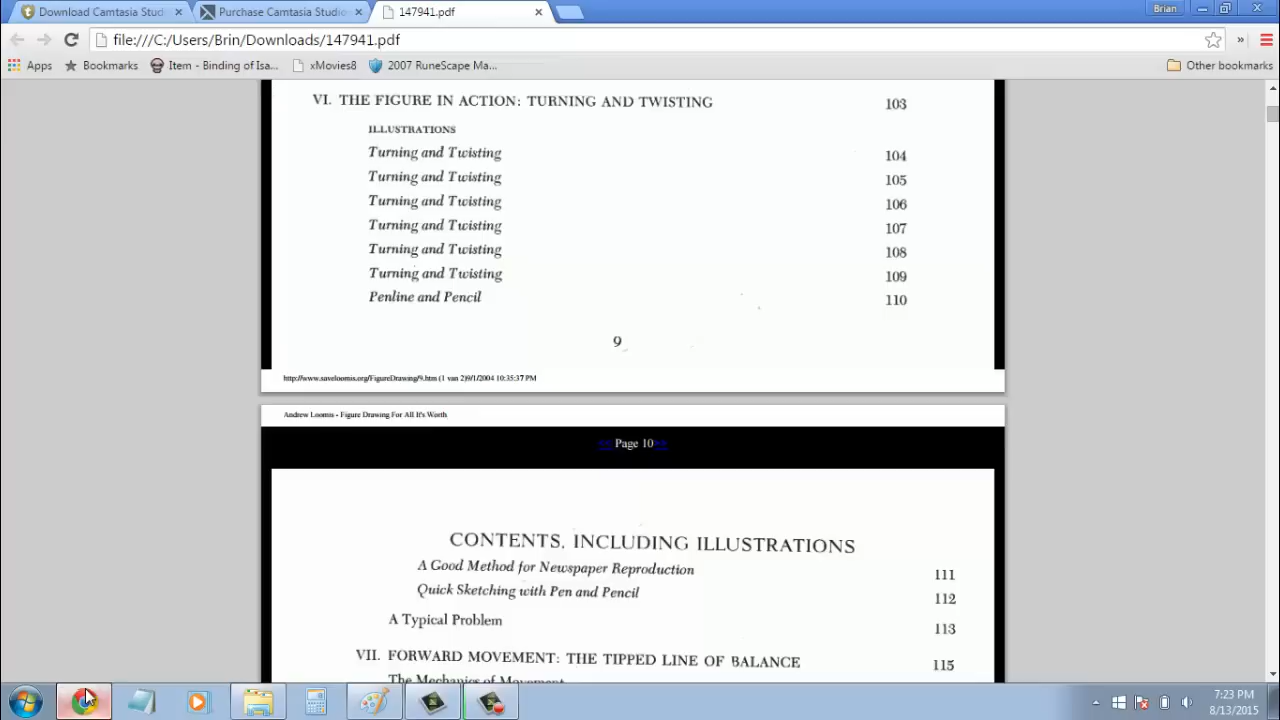 Download Camtasia Studi
Purchase Camtasia Studio
147941.pdf
Brian
file:///C:/Users/Brin/Downloads/147941.pdf
»
Apps
Bookmarks
Item - Binding of Isa...
xMovies8
2007 RuneScape Ma...
Other bookmarks
VI. THE FIGURE IN ACTION: TURNING AND TWISTING 103
ILLUSTRATIONS
Turning and Twisting 104
Turning and Twisting 105
Turning and Twisting 106
Turning and Twisting 107
Turning and Twisting 108
Turning and Twisting 109
Penline and Pencil 110
9
http://www.saveloomis.org/FigureDrawing/9.htm (1 van 2)9/1/2004 10:35:37 PM
Andrew Loomis - Figure Drawing For All It's Worth
<< Page 10 >>
CONTENTS, INCLUDING ILLUSTRATIONS
A Good Method for Newspaper Reproduction 111
Quick Sketching with Pen and Pencil 112
A Typical Problem 113
VII. FORWARD MOVEMENT: THE TIPPED LINE OF BALANCE 115
The Mechanics of Movement
7:23 PM
8/13/2015